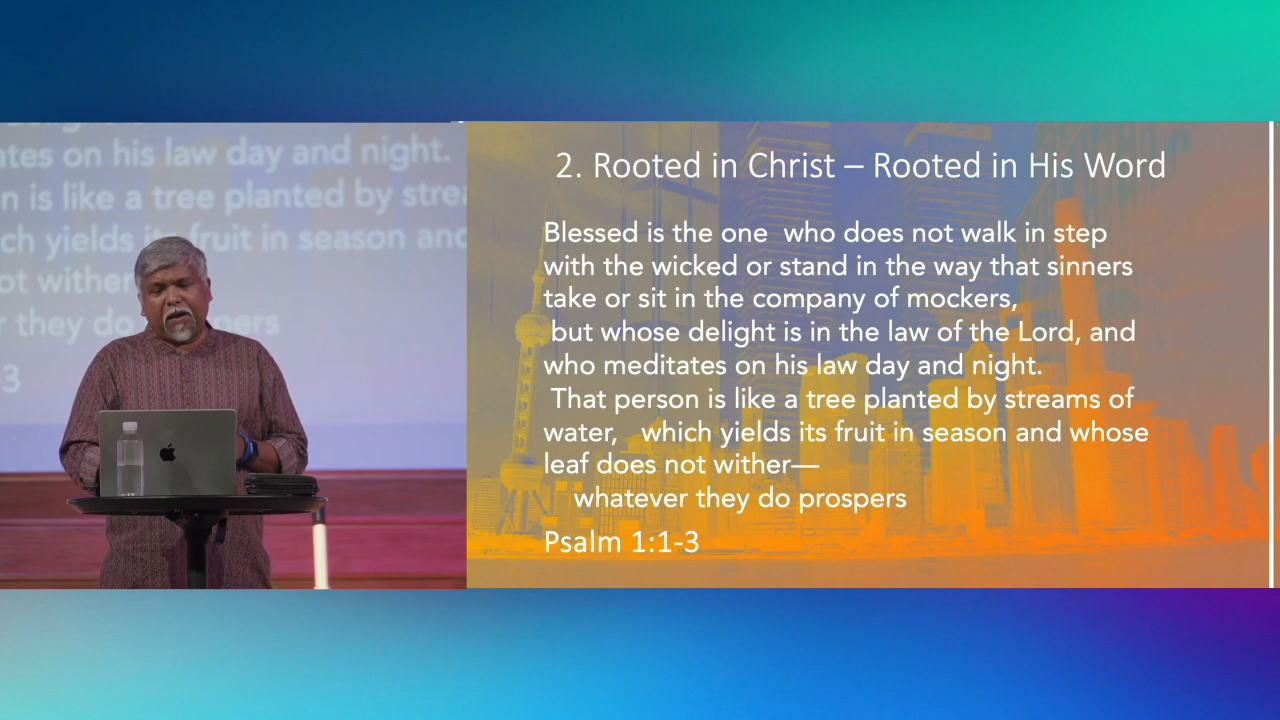 ates on his law day and night.
n is like a tree planted by strea
ch yields its fruit in season and
ot wither
r they do prospers
-3
2. Rooted in Christ – Rooted in His Word
Blessed is the one who does not walk in step
with the wicked or stand in the way that sinners
take or sit in the company of mockers,
but whose delight is in the law of the Lord, and
who meditates on his law day and night.
That person is like a tree planted by streams of
water, which yields its fruit in season and whose
leaf does not wither—
whatever they do prospers
Psalm 1:1-3